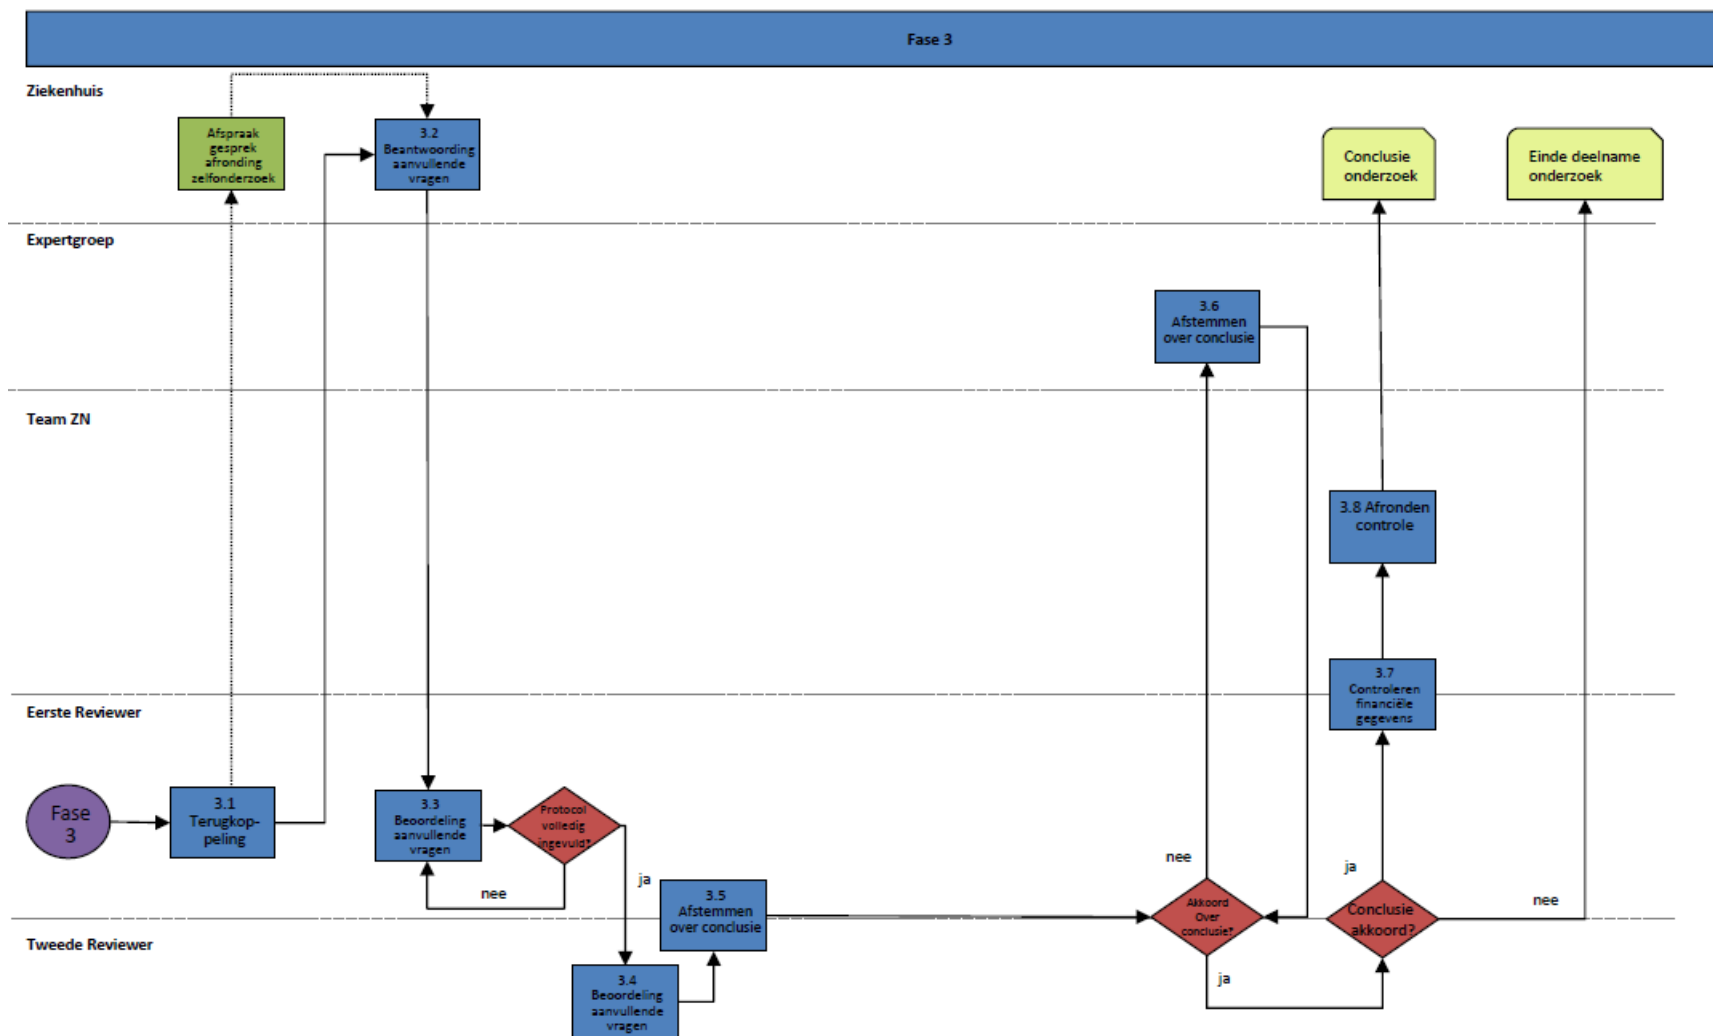 Fase 3
Ziekenhuis
Afspraak
gesprek
afronding
zelfonderzoek
3.2
Beantwoording
aanvullende
vragen
Conclusie
onderzoek
Einde deelname
onderzoek
Expertgroep
3.6
Afstemmen
over conclusie
Team ZN
3.8 Afronden
controle
3.7
Controleren
financiële
gegevens
Eerste Reviewer
Fase
3
3.1
Terugkop-
peling
3.3
Beoordeling
aanvullende
vragen
Protocol
volledig
ingevuld?
nee
ja
3.5
Afstemmen
over conclusie
nee
Akkoord
Over
conclusie?
ja
ja
Conclusie
akkoord?
nee
Tweede Reviewer
3.4
Beoordeling
aanvullende
vragen